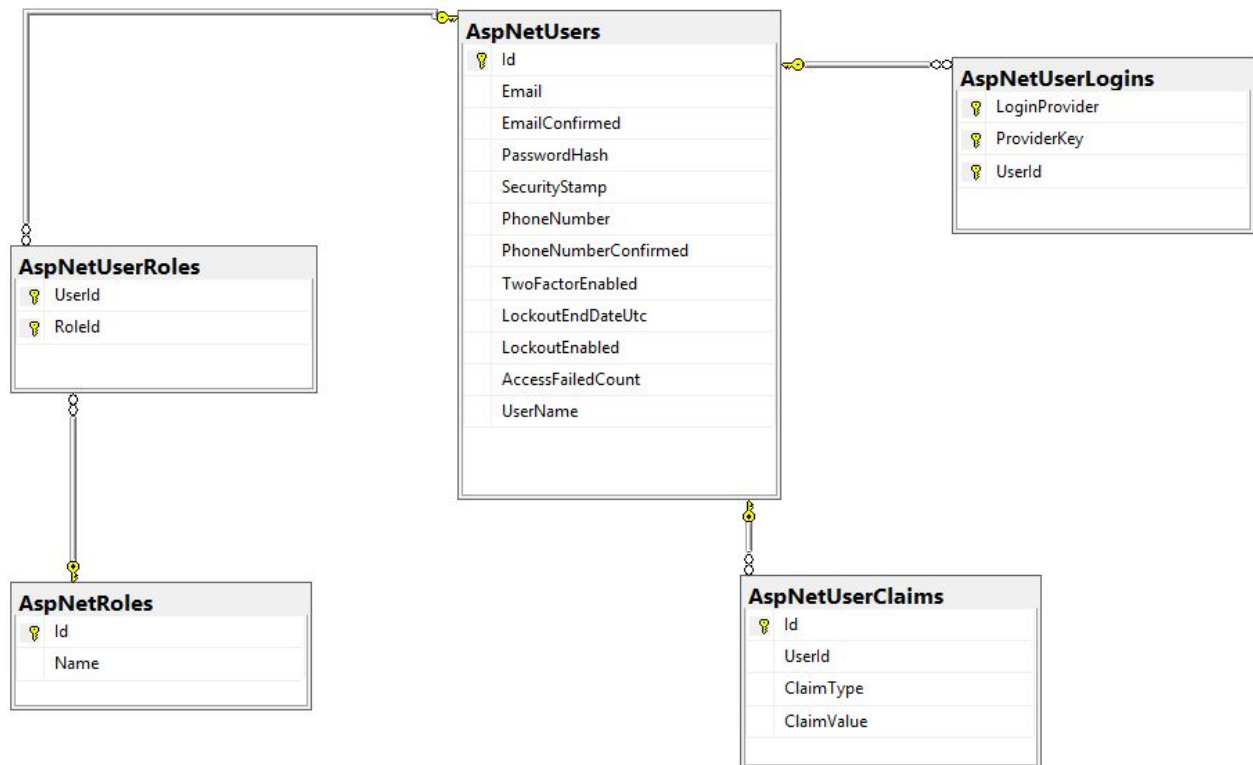 AspNetUsers
Id
Email
EmailConfirmed
PasswordHash
SecurityStamp
PhoneNumber
PhoneNumberConfirmed
TwoFactorEnabled
LockoutEndDateUtc
LockoutEnabled
AccessFailedCount
UserName
AspNetUserLogins
LoginProvider
ProviderKey
UserId
AspNetUserRoles
UserId
RoleId
AspNetRoles
Id
Name
AspNetUserClaims
Id
UserId
ClaimType
ClaimValue